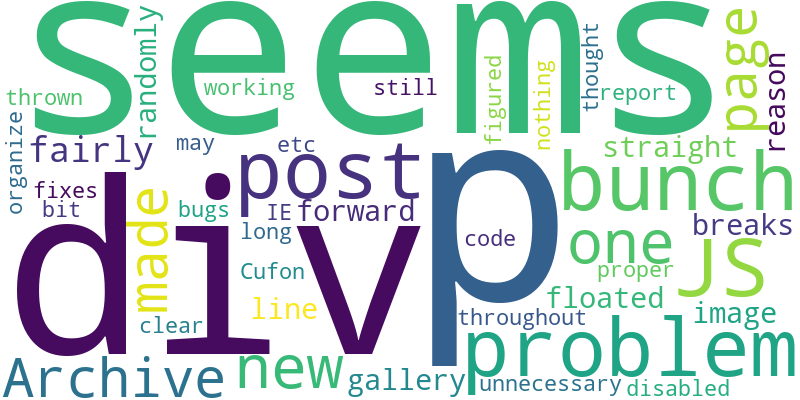 seems
thrown
randomly
working
still
figured
nothing
thought
report
page
reason
organize
fairly
may
etc
post
p
straight
bunch
fixes
bit
div
made
bugs
IE
forward
long
code
one
breaks
JS
Cufon
proper
floated
line
clear
throughout
image
problem
Archive
new
gallery
unnecessary
disabled